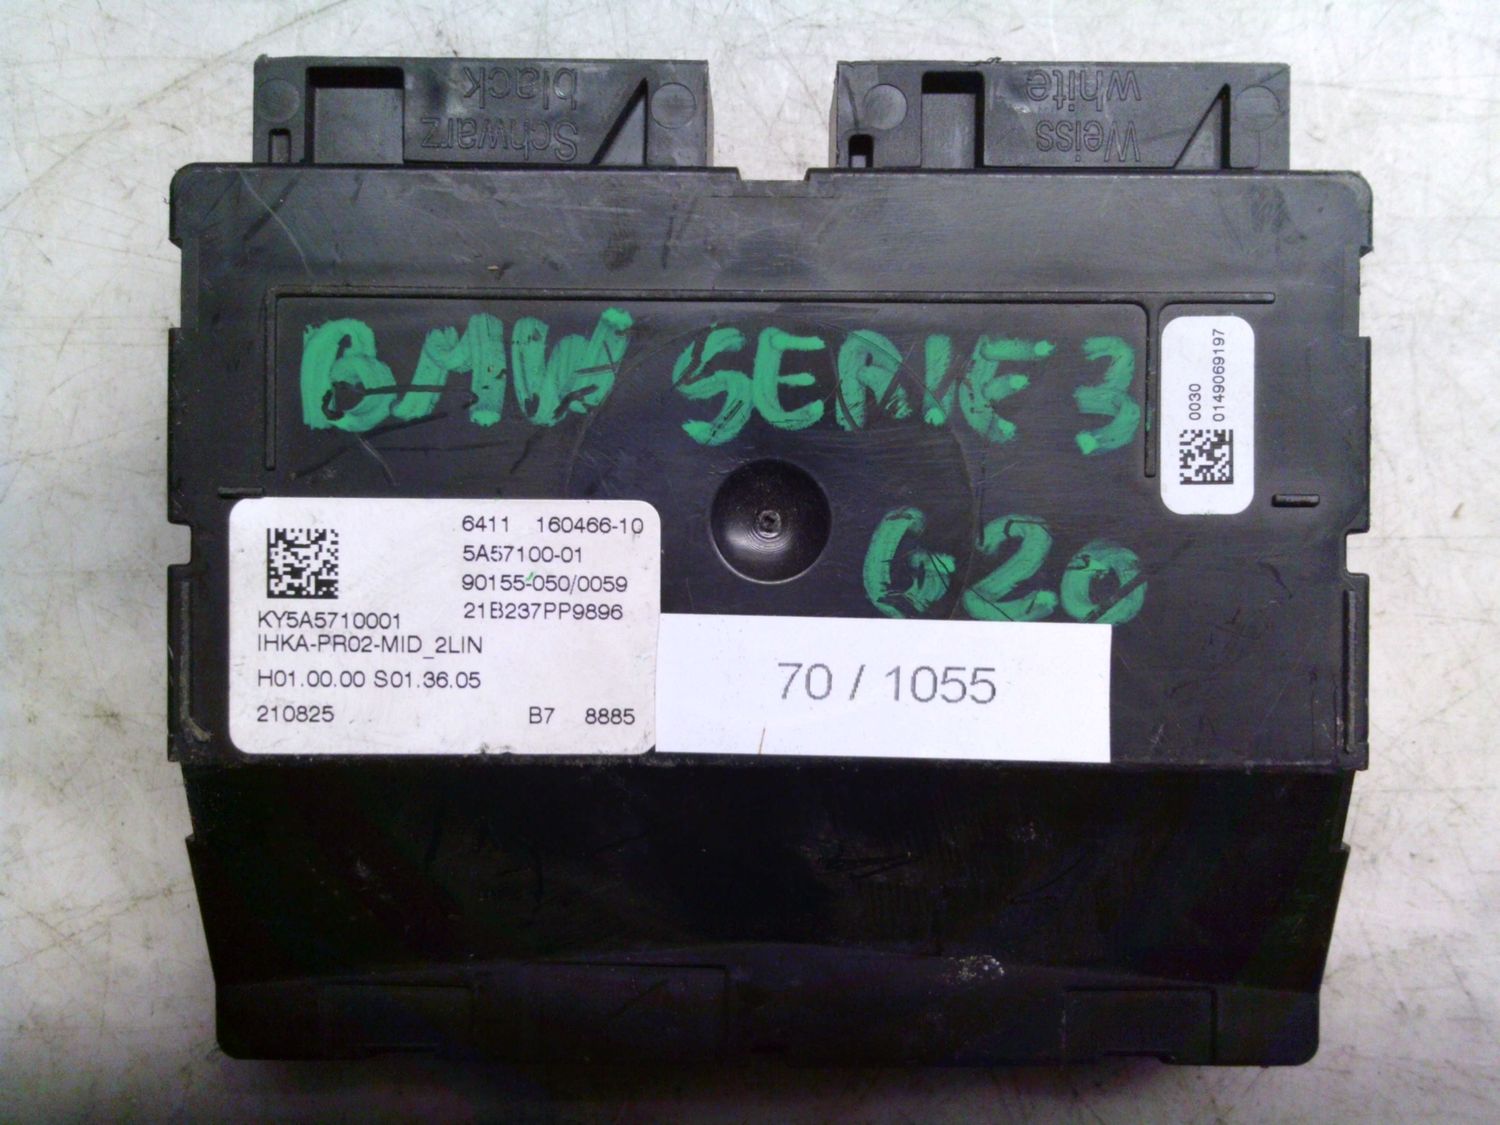 Schwarz
black
Weiss
white
BMW SERIE 3
G20
0030
0149069197
6411 160466-10
5A57100-01
90155-050/0059
21B237PP9896
KY5A5710001
IHKA-PR02-MID_2LIN
H01.00.00 S01.36.05
210825 B7 8885
70 / 1055